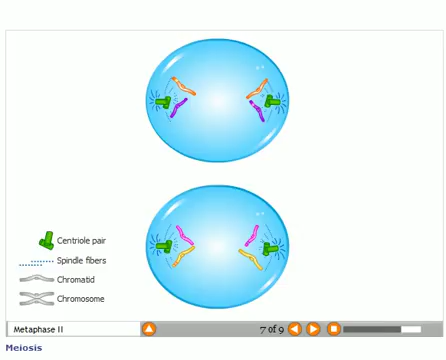 Centriole pair
Spindle fibers
Chromatid
Chromosome
Metaphase II
7 of 9
Meiosis